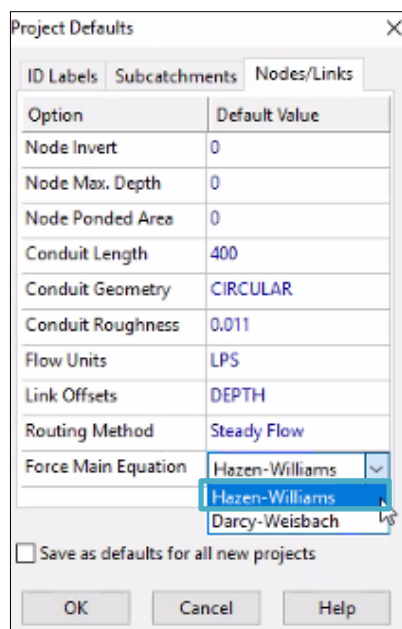 Project Defaults
ID Labels Subcatchments Nodes/Links
Option Default Value
Node Invert 0
Node Max. Depth 0
Node Ponded Area 0
Conduit Length 400
Conduit Geometry CIRCULAR
Conduit Roughness 0.011
Flow Units LPS
Link Offsets DEPTH
Routing Method Steady Flow
Force Main Equation Hazen-Williams
Hazen-Williams
Darcy-Weisbach
Save as defaults for all new projects
OK Cancel Help